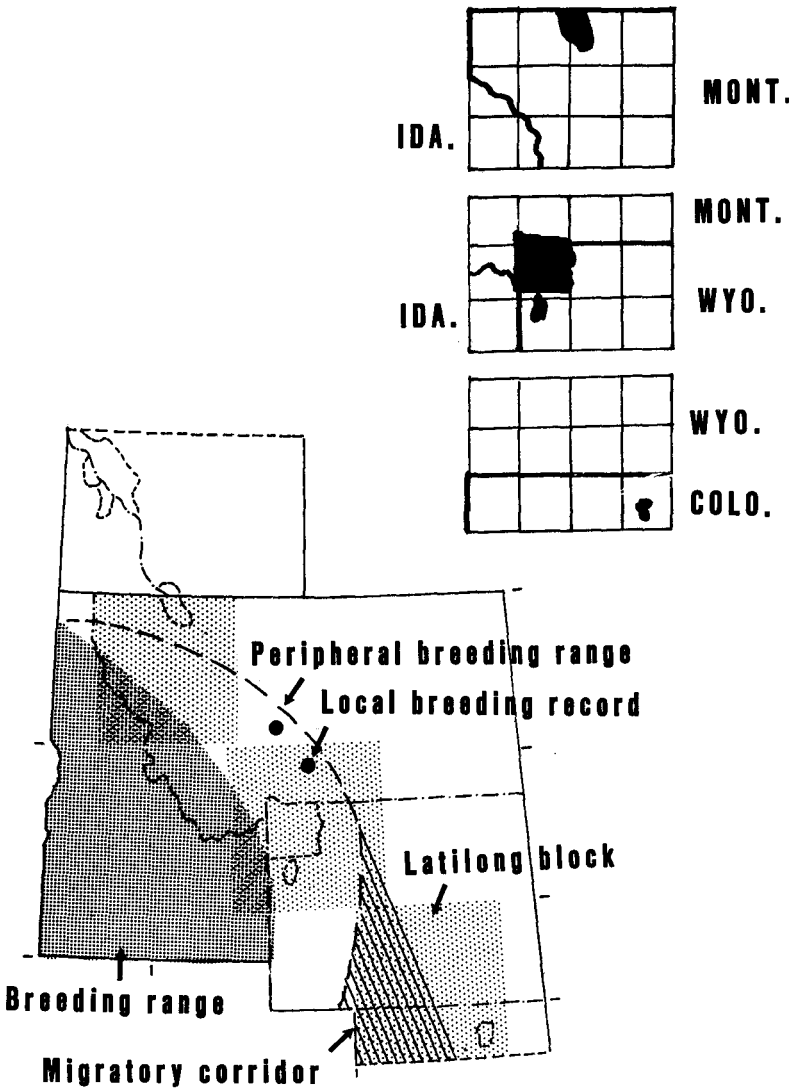 MONT.
IDA.
MONT.
WYO.
IDA.
WYO.
COLO.
Peripheral breeding range
Local breeding record
Latilong block
Breeding range
Migratory corridor